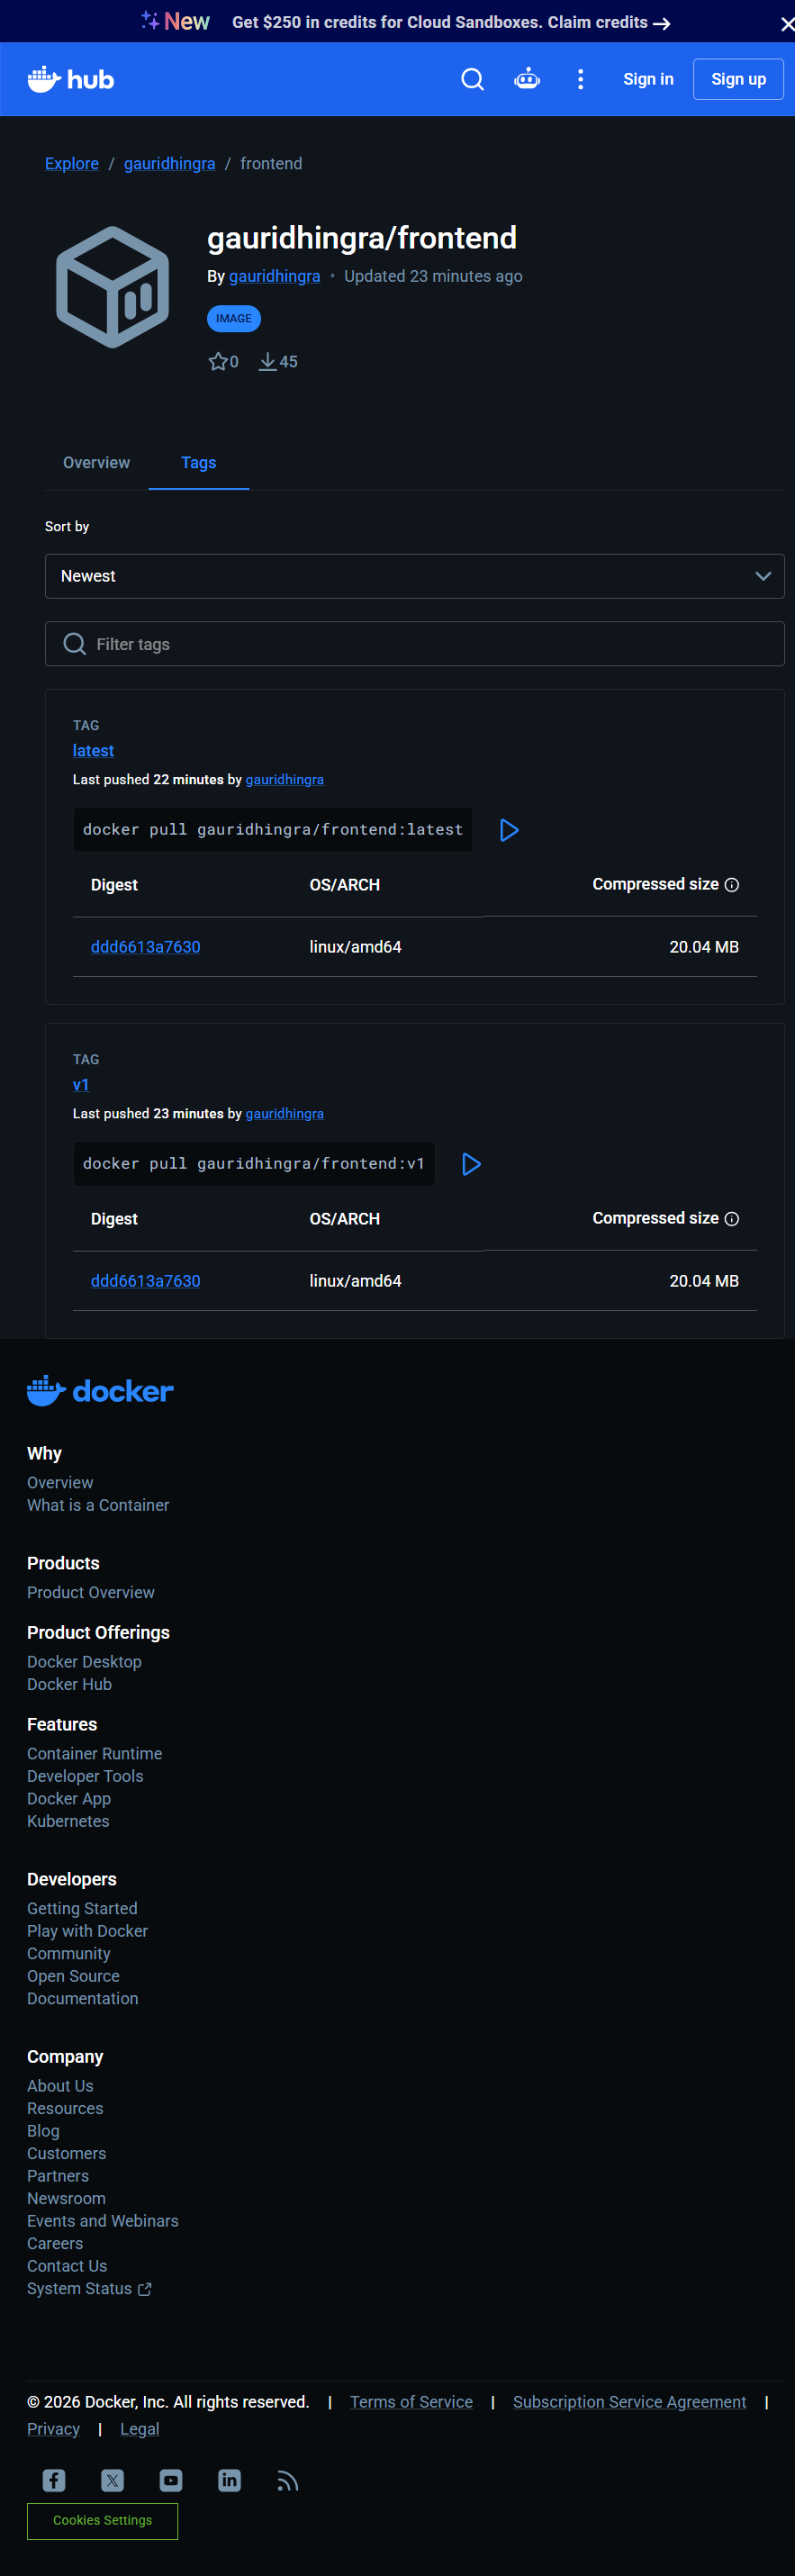 New Get $250 in credits for Cloud Sandboxes. Claim credits →
hub Sign in Sign up
Explore / gauridhingra / frontend
gauridhingra/frontend
By gauridhingra • Updated 23 minutes ago
IMAGE
0 45
Overview Tags
Sort by
Newest
Filter tags
TAG
latest
Last pushed 22 minutes by gauridhingra
docker pull gauridhingra/frontend:latest
Digest OS/ARCH Compressed size
ddd6613a7630 linux/amd64 20.04 MB
TAG
v1
Last pushed 23 minutes by gauridhingra
docker pull gauridhingra/frontend:v1
Digest OS/ARCH Compressed size
ddd6613a7630 linux/amd64 20.04 MB
docker
Why
Overview
What is a Container
Products
Product Overview
Product Offerings
Docker Desktop
Docker Hub
Features
Container Runtime
Developer Tools
Docker App
Kubernetes
Developers
Getting Started
Play with Docker
Community
Open Source
Documentation
Company
About Us
Resources
Blog
Customers
Partners
Newsroom
Events and Webinars
Careers
Contact Us
System Status
© 2026 Docker, Inc. All rights reserved. | Terms of Service | Subscription Service Agreement |
Privacy | Legal
Cookies Settings